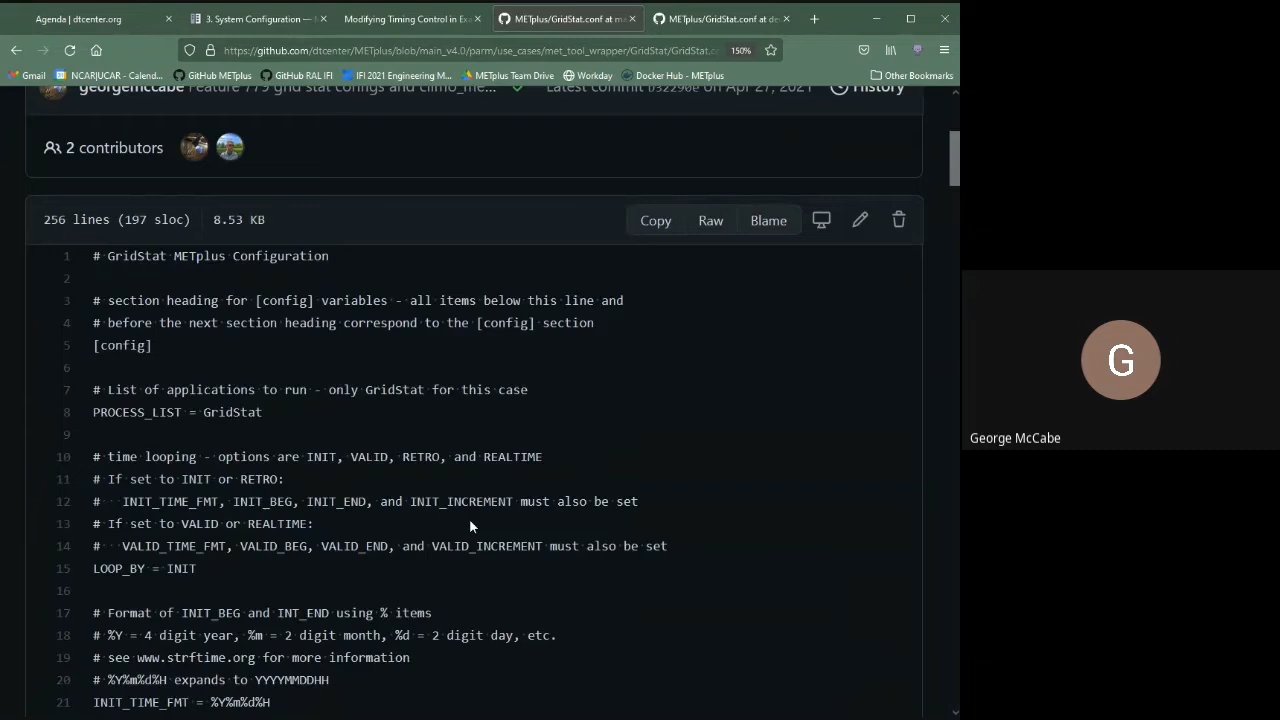 Agenda | dtcenter.org
3. System Configuration —
Modifying Timing Control in Exe
METplus/GridStat.conf at ma
METplus/GridStat.conf at de
https://github.com/dtcenter/METplus/blob/main_v4.0/parm/use_cases/met_tool_wrapper/GridStat/GridStat.c
150%
Gmail
NCAR|UCAR - Calend...
GitHub METplus
GitHub RAL IFI
IFI 2021 Engineering M...
METplus Team Drive
Workday
Docker Hub - METplus
Other Bookmarks
georgemccabe Feature 779 grid stat configs and climo_me...
Latest commit on Apr 27, 2021
History
2 contributors
256 lines (197 sloc)
8.53 KB
Copy
Raw
Blame
1 # GridStat METplus Configuration
2
3 # section heading for [config] variables - all items below this line and
4 # before the next section heading correspond to the [config] section
5 [config]
6
7 # List of applications to run - only GridStat for this case
8 PROCESS_LIST = GridStat
9
10 # time looping - options are INIT, VALID, RETRO, and REALTIME
11 # If set to INIT or RETRO:
12 #   INIT_TIME_FMT, INIT_BEG, INIT_END, and INIT_INCREMENT must also be set
13 # If set to VALID or REALTIME:
14 #   VALID_TIME_FMT, VALID_BEG, VALID_END, and VALID_INCREMENT must also be set
15 LOOP_BY = INIT
16
17 # Format of INIT_BEG and INT_END using % items
18 # %Y = 4 digit year, %m = 2 digit month, %d = 2 digit day, etc.
19 # see www.strftime.org for more information
20 # %Y%m%d%H expands to YYYYMMDDHH
21 INIT_TIME_FMT = %Y%m%d%H
G
George McCabe